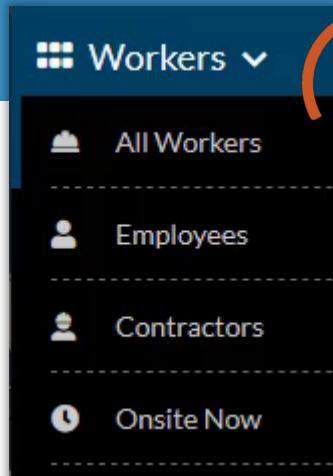 Workers
All Workers
Employees
Contractors
Onsite Now